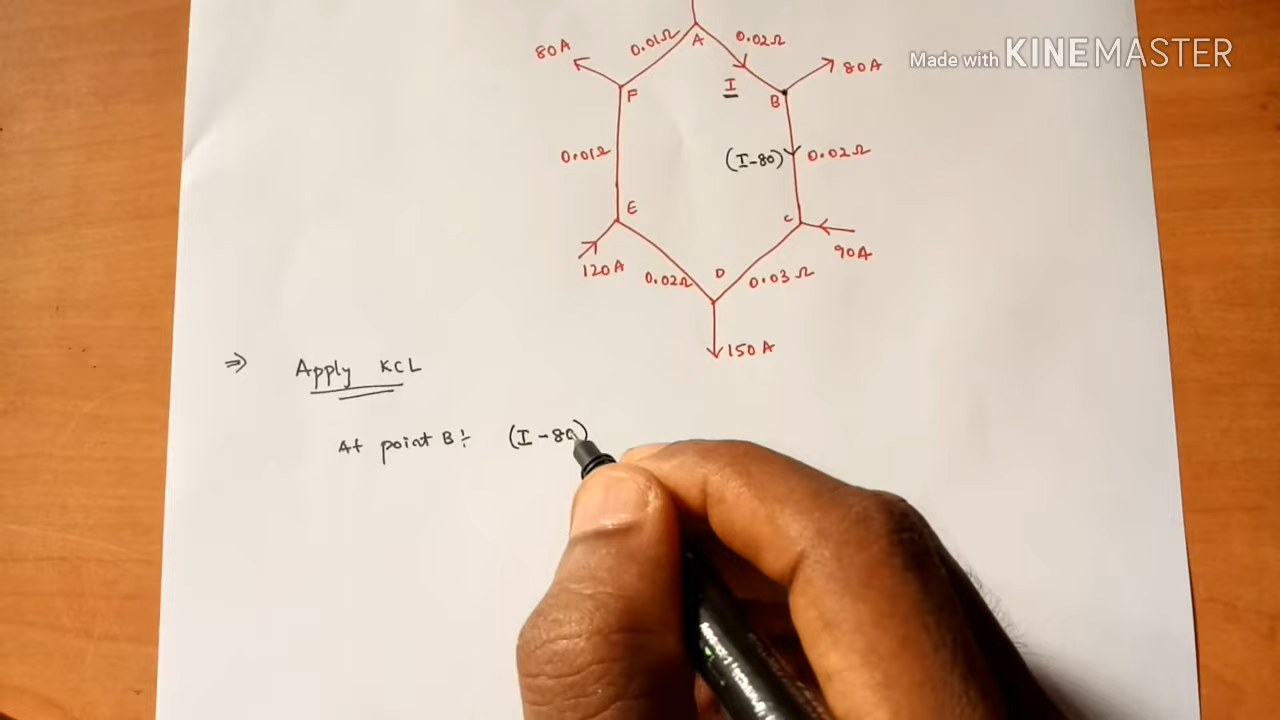 Made with KINEMASTER
80A
0.01Ω
A
0.02Ω
80A
F
I
B
0.01Ω
(I-80)
0.02Ω
E
C
120A
0.02Ω
D
0.03Ω
90A
150A
⇒ Apply KCL
At point B:- (I-80)